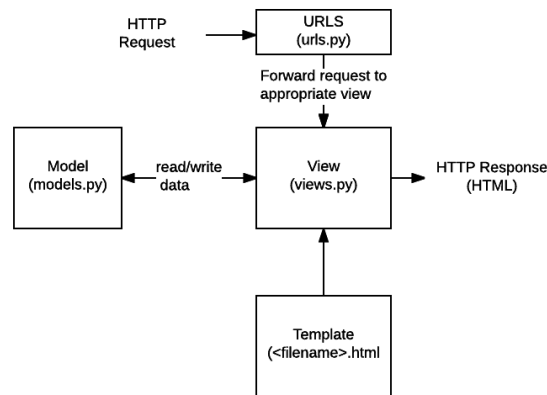 HTTP
Request
URLS
(urls.py)
Forward request to
appropriate view
Model
(models.py)
read/write
data
View
(views.py)
HTTP Response
(HTML)
Template
(<filename>.html